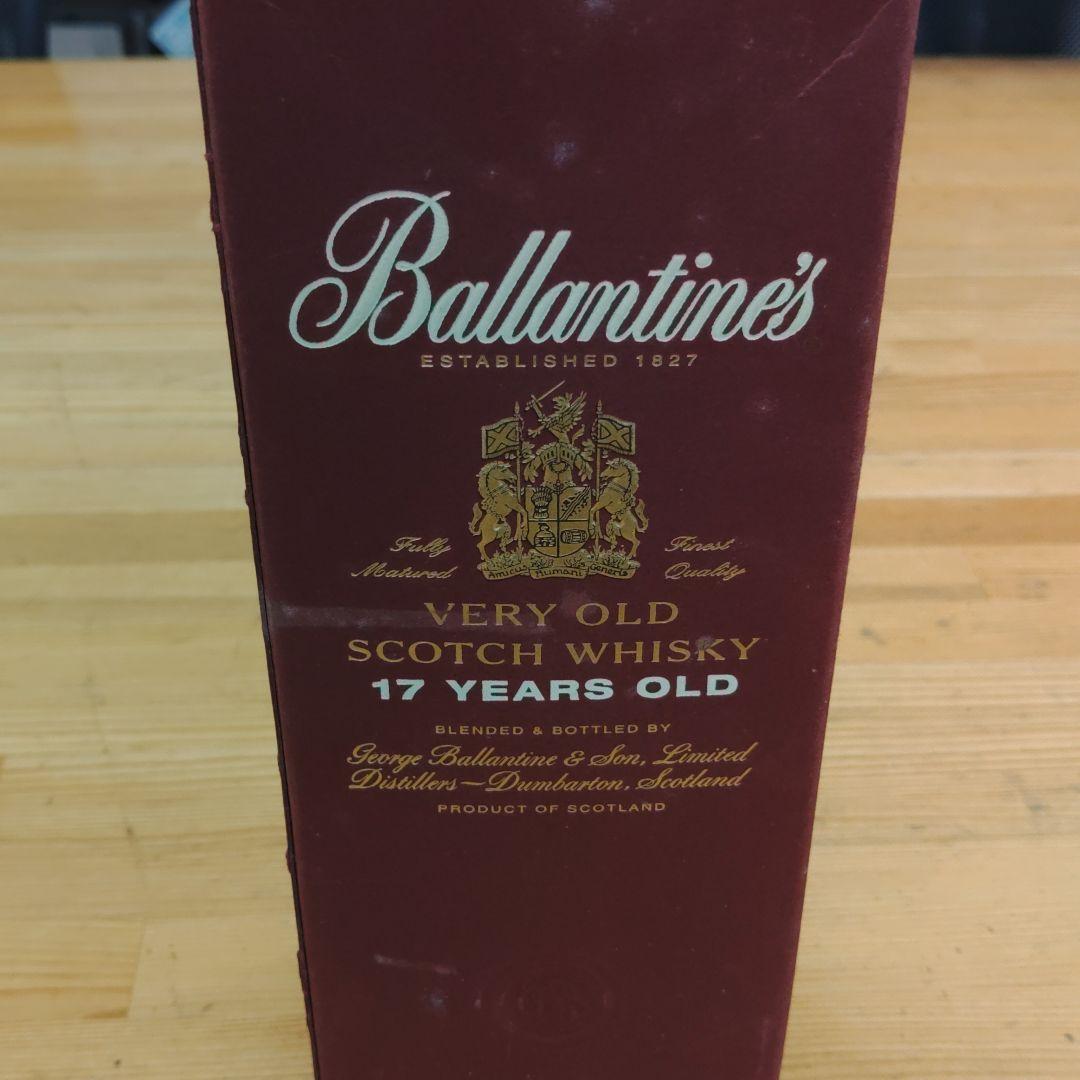 Ballantine's
ESTABLISHED 1827
Fully Matured
Finest Quality
Amicus Humani Generis
VERY OLD
SCOTCH WHISKY
17 YEARS OLD
BLENDED & BOTTLED BY
George Ballantine & Son, Limited
Distillers—Dumbarton, Scotland
PRODUCT OF SCOTLAND